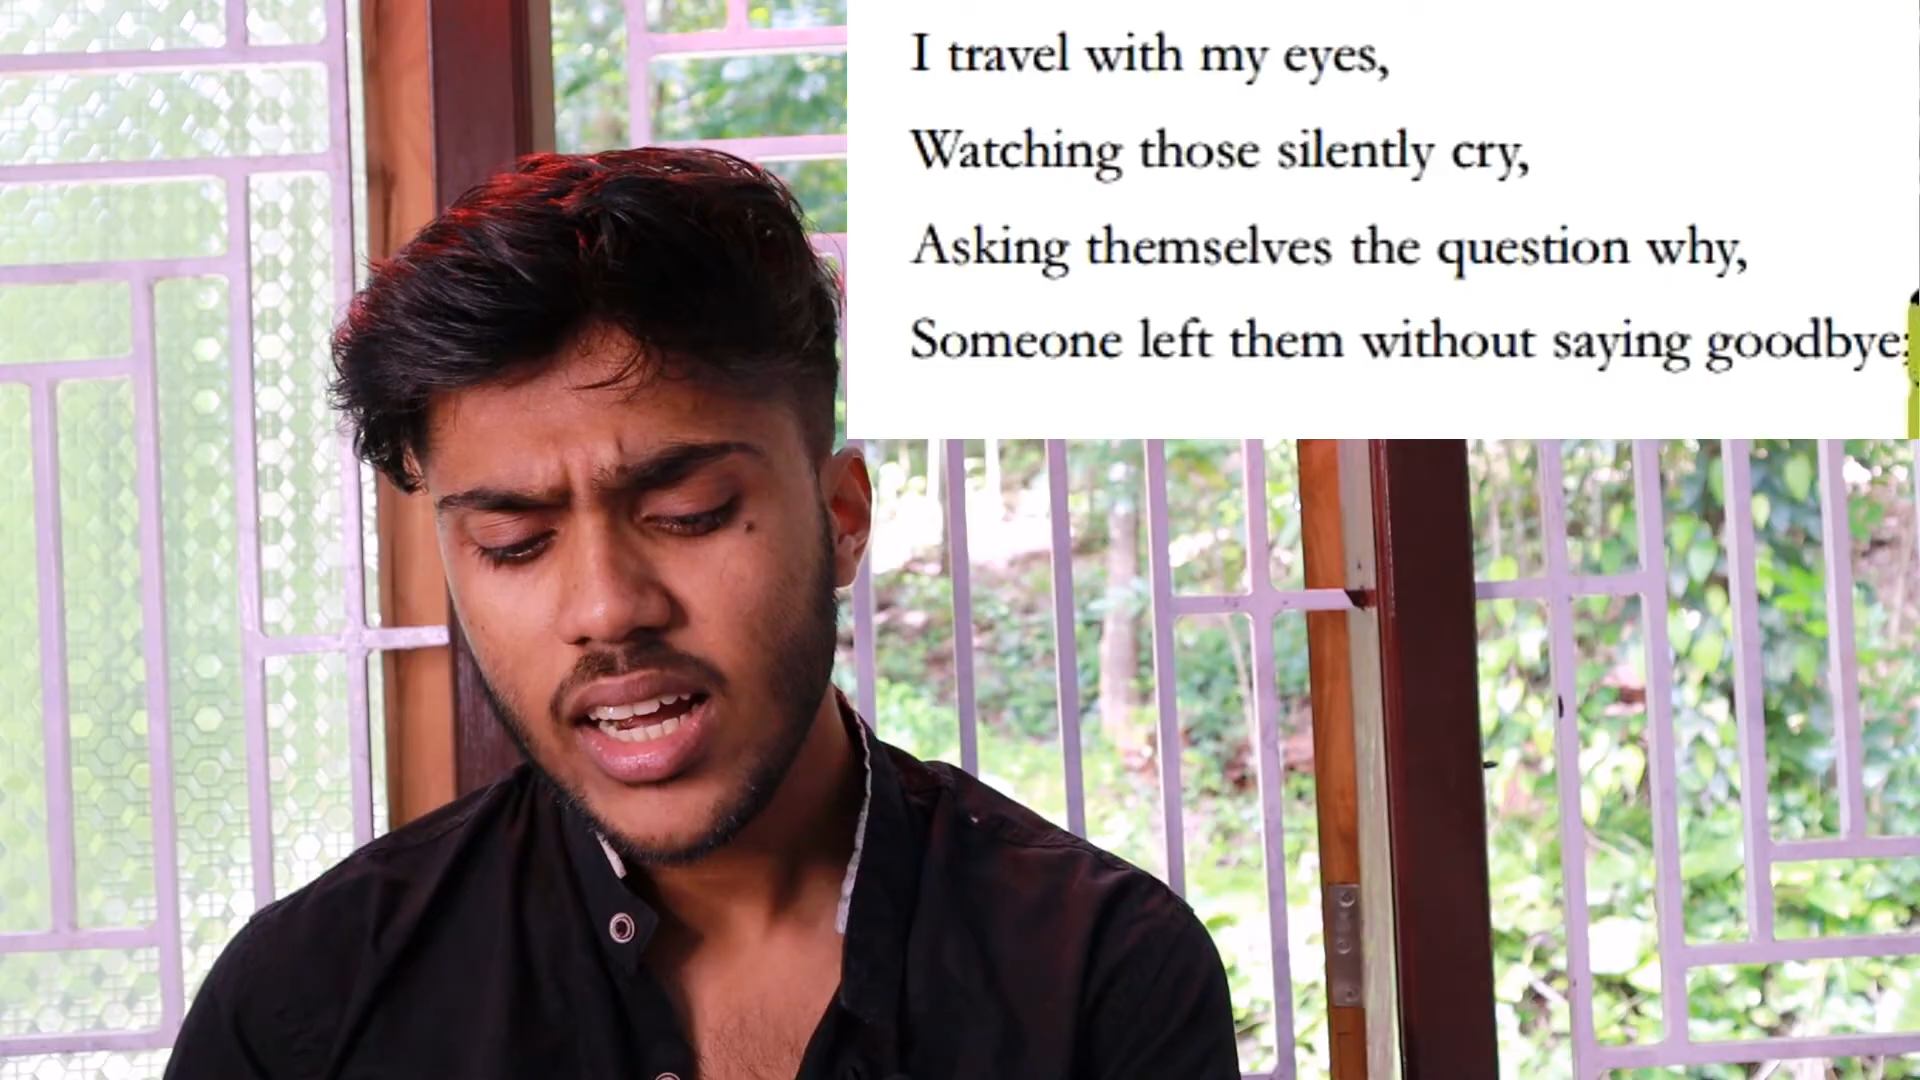 I travel with my eyes,
Watching those silently cry,
Asking themselves the question why,
Someone left them without saying goodbye;